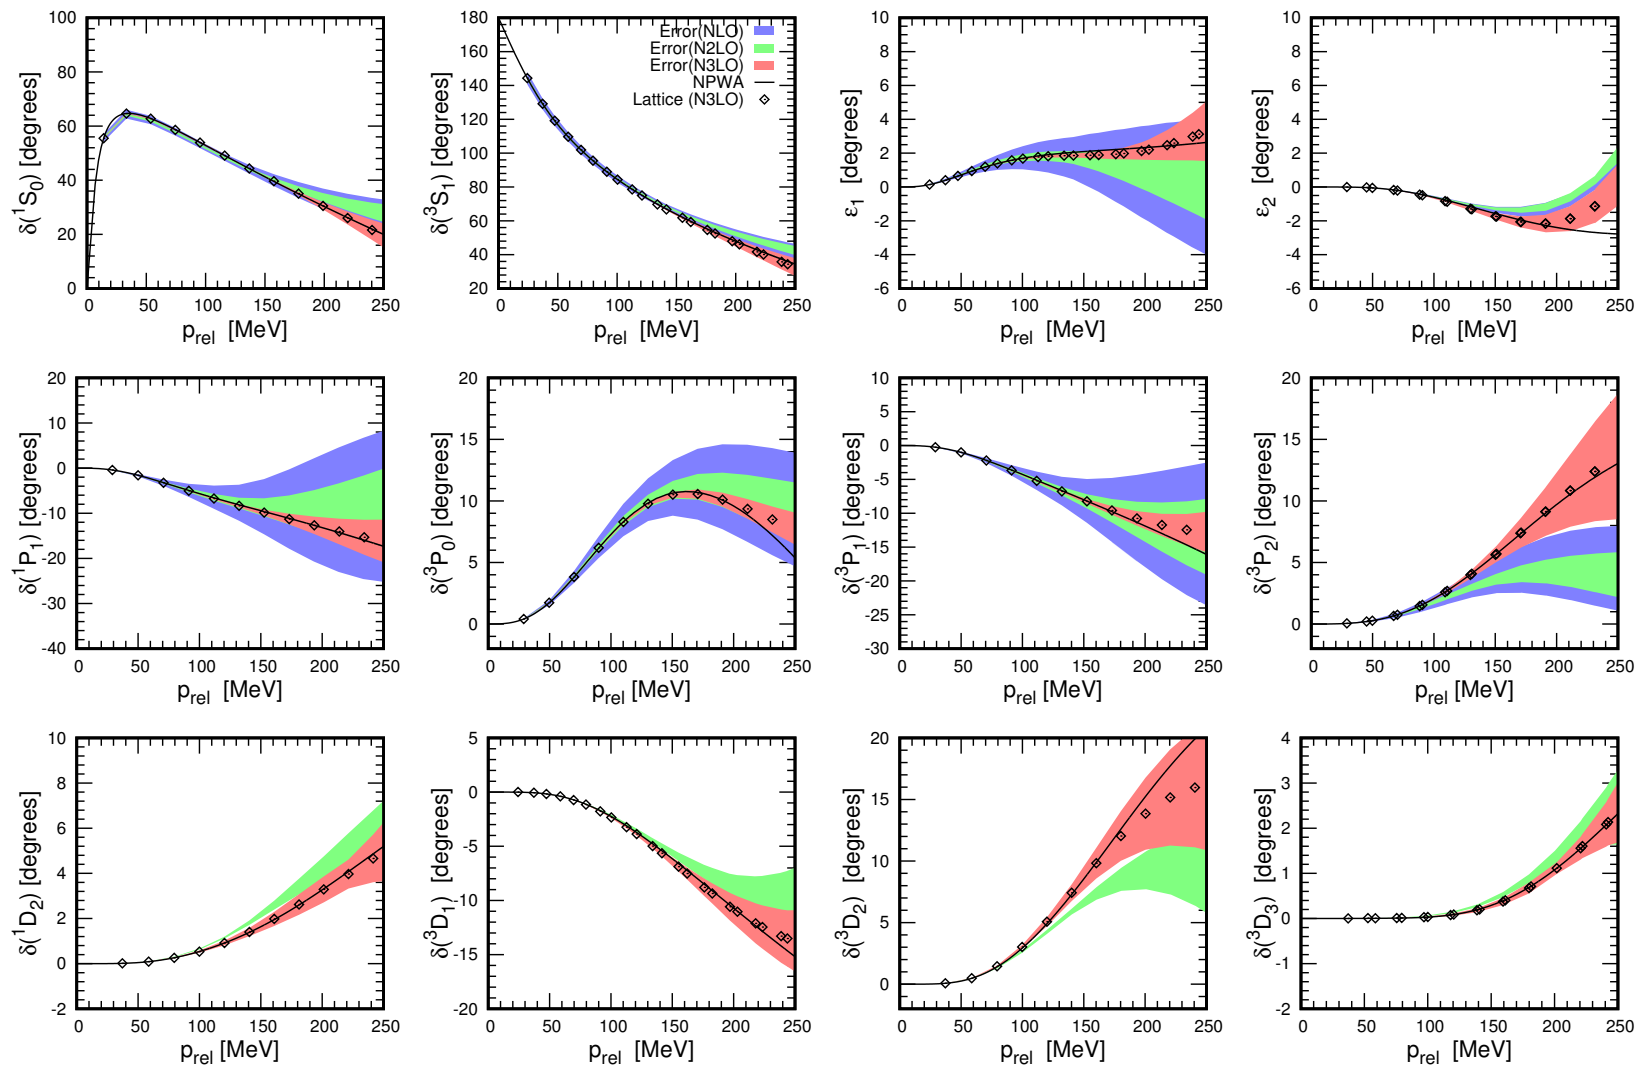 100
80
60
40
20
0
δ(¹S₀) [degrees]
0 50 100 150 200 250
p_rel [MeV]
180
160
140
120
100
80
60
40
20
δ(³S₁) [degrees]
Error(NLO)
Error(N2LO)
Error(N3LO)
NPWA
Lattice (N3LO)
0 50 100 150 200 250
p_rel [MeV]
10
8
6
4
2
0
-2
-4
-6
ε₁ [degrees]
0 50 100 150 200 250
p_rel [MeV]
10
8
6
4
2
0
-2
-4
-6
ε₂ [degrees]
0 50 100 150 200 250
p_rel [MeV]
20
10
0
-10
-20
-30
-40
δ(¹P₁) [degrees]
0 50 100 150 200 250
p_rel [MeV]
20
15
10
5
0
δ(³P₀) [degrees]
0 50 100 150 200 250
p_rel [MeV]
10
5
0
-5
-10
-15
-20
-25
-30
δ(³P₁) [degrees]
0 50 100 150 200 250
p_rel [MeV]
20
15
10
5
0
δ(³P₂) [degrees]
0 50 100 150 200 250
p_rel [MeV]
10
8
6
4
2
0
-2
δ(¹D₂) [degrees]
0 50 100 150 200 250
p_rel [MeV]
5
0
-5
-10
-15
-20
δ(³D₁) [degrees]
0 50 100 150 200 250
p_rel [MeV]
20
15
10
5
0
δ(³D₂) [degrees]
0 50 100 150 200 250
p_rel [MeV]
4
3
2
1
0
-1
-2
δ(³D₃) [degrees]
0 50 100 150 200 250
p_rel [MeV]